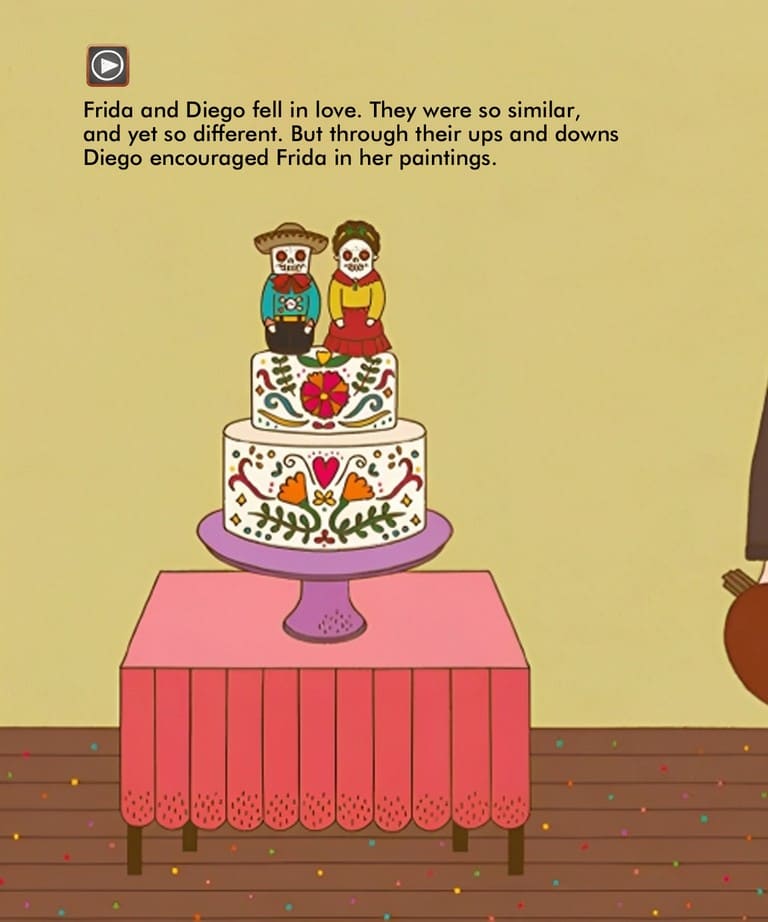 Frida and Diego fell in love. They were so similar,
and yet so different. But through their ups and downs
Diego encouraged Frida in her paintings.